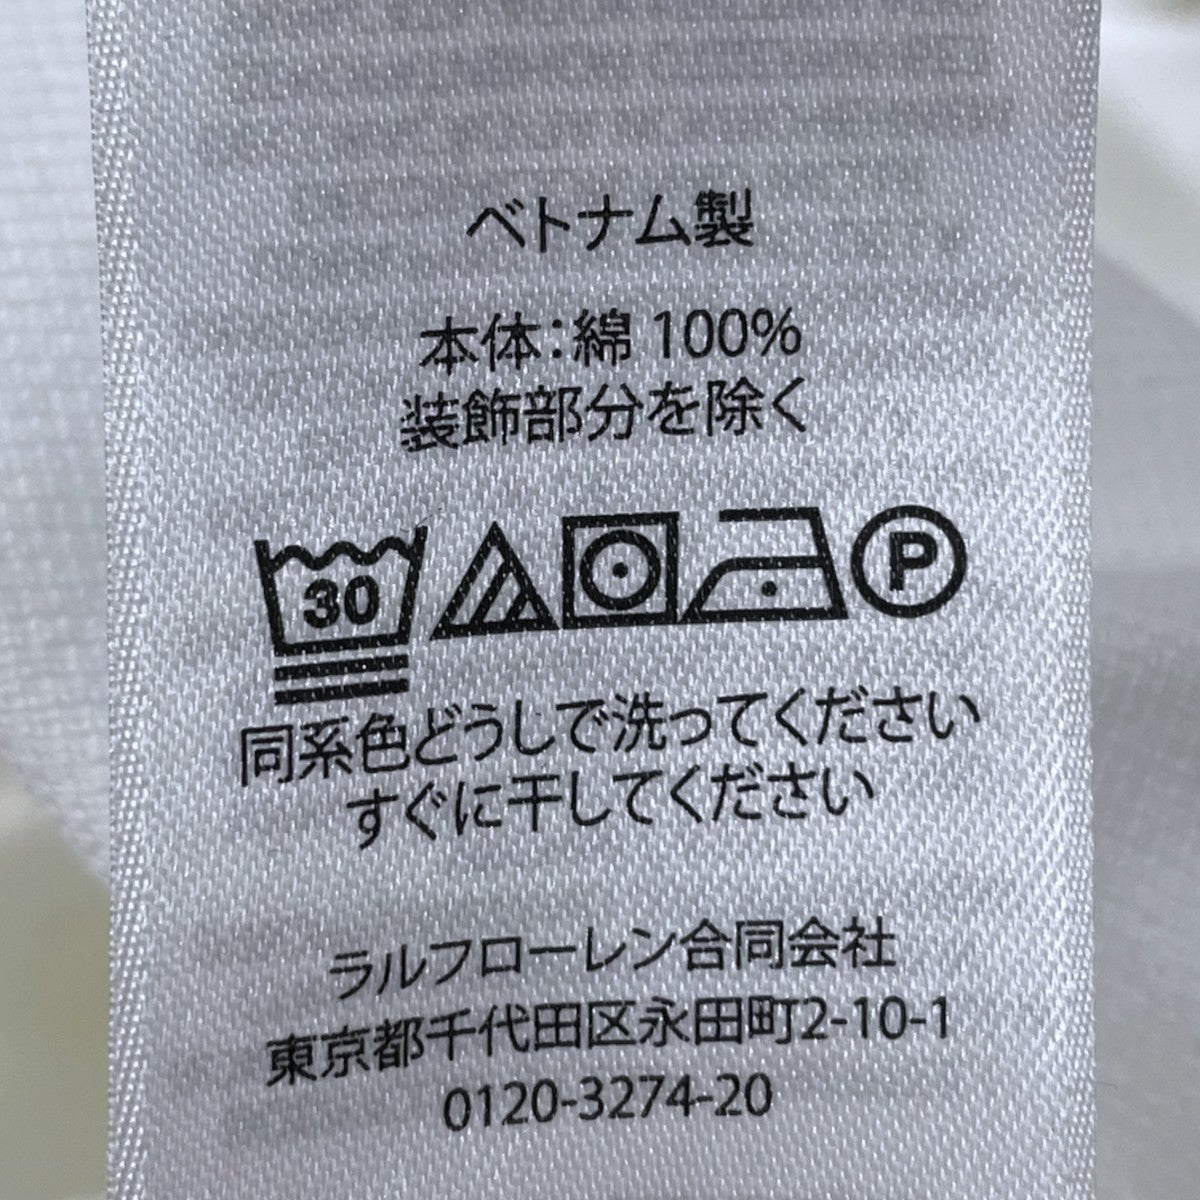 ベトナム製
本体：綿 100%
装飾部分を除く
30 P
同系色どうしで洗ってください
すぐに干してください
ラルフローレン合同会社
東京都千代田区永田町2-10-1
0120-3274-20